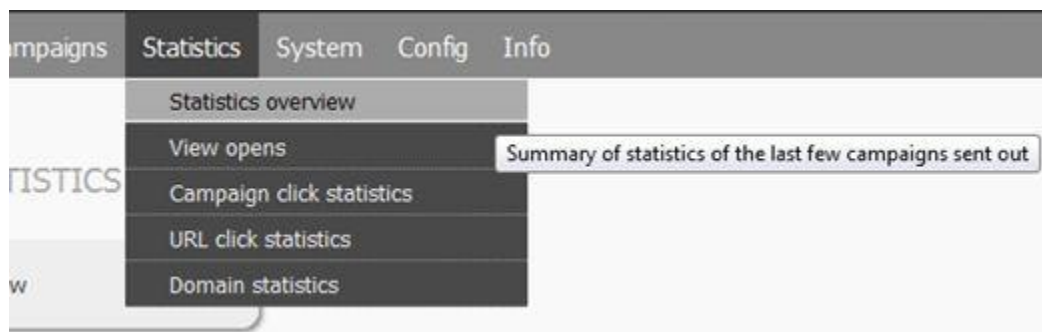 mpaigns Statistics System Config Info
Statistics overview
View opens
Summary of statistics of the last few campaigns sent out
TISTICS
Campaign click statistics
URL click statistics
w
Domain statistics